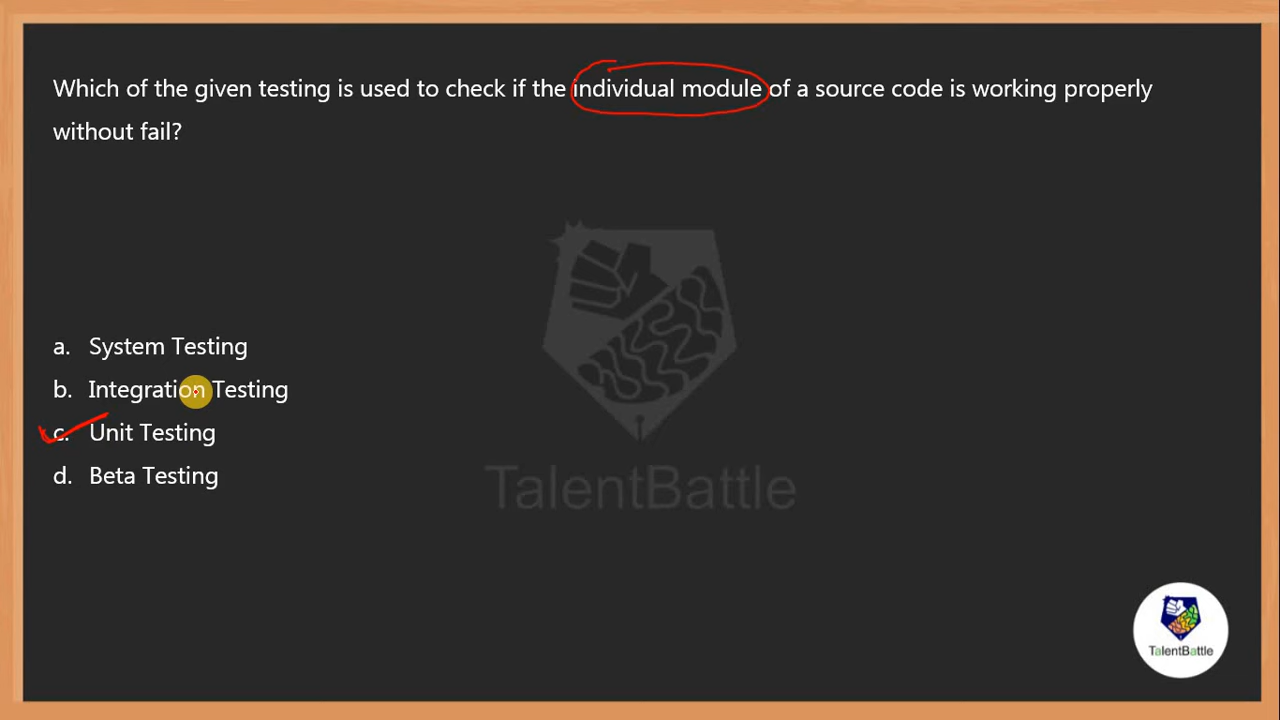 Which of the given testing is used to check if the individual module of a source code is working properly
without fail?
a. System Testing
b. Integration Testing
c. Unit Testing
d. Beta Testing
TalentBattle
TalentBattle